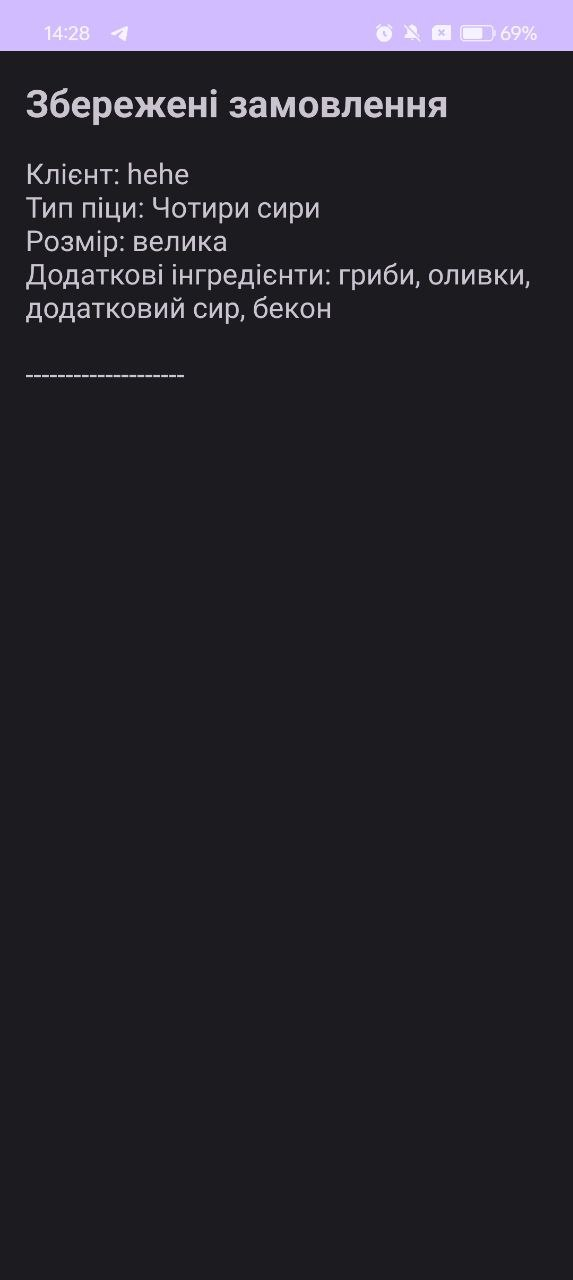 14:28 69%
Збережені замовлення
Клієнт: hehe
Тип піци: Чотири сири
Розмір: велика
Додаткові інгредієнти: гриби, оливки,
додатковий сир, бекон
--------------------